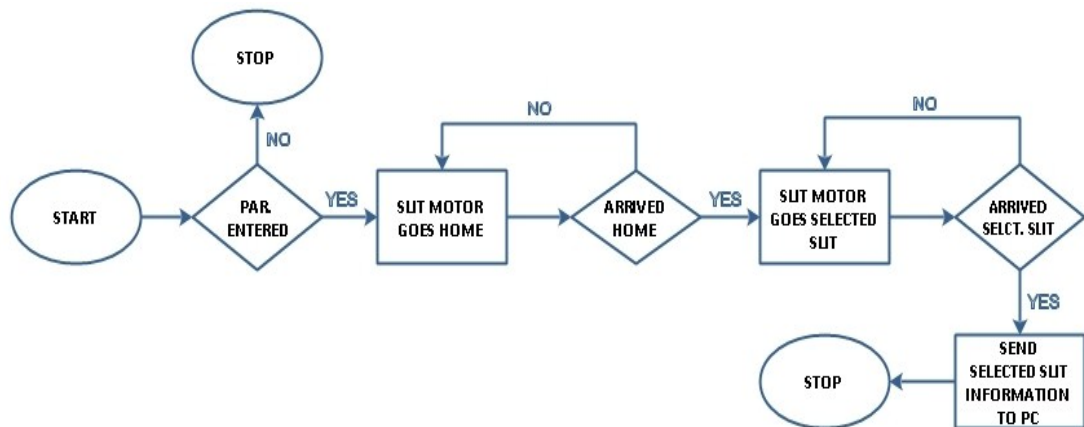 STOP
NO
START
PAR.
ENTERED
YES
SLIT MOTOR
GOES HOME
NO
ARRIVED
HOME
YES
SLIT MOTOR
GOES SELECTED
SLIT
NO
ARRIVED
SELCT. SLIT
YES
SEND
SELECTED SLIT
INFORMATION
TO PC
STOP